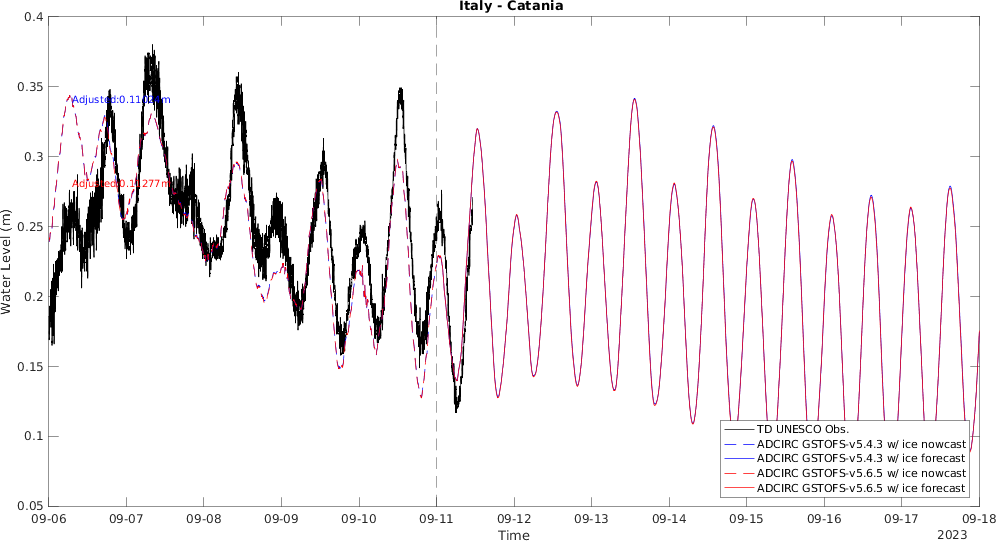 Italy - Catania
0.4
0.35
0.3
0.25
0.2
0.15
0.1
0.05
Water Level (m)
Adjusted:
Adjusted:
TD UNESCO Obs.
ADCIRC GSTOFS-v5.4.3 w/ ice nowcast
ADCIRC GSTOFS-v5.4.3 w/ ice forecast
ADCIRC GSTOFS-v5.6.5 w/ ice nowcast
ADCIRC GSTOFS-v5.6.5 w/ ice forecast
09-06 09-07 09-08 09-09 09-10 09-11 09-12 09-13 09-14 09-15 09-16 09-17 09-18
Time
2023